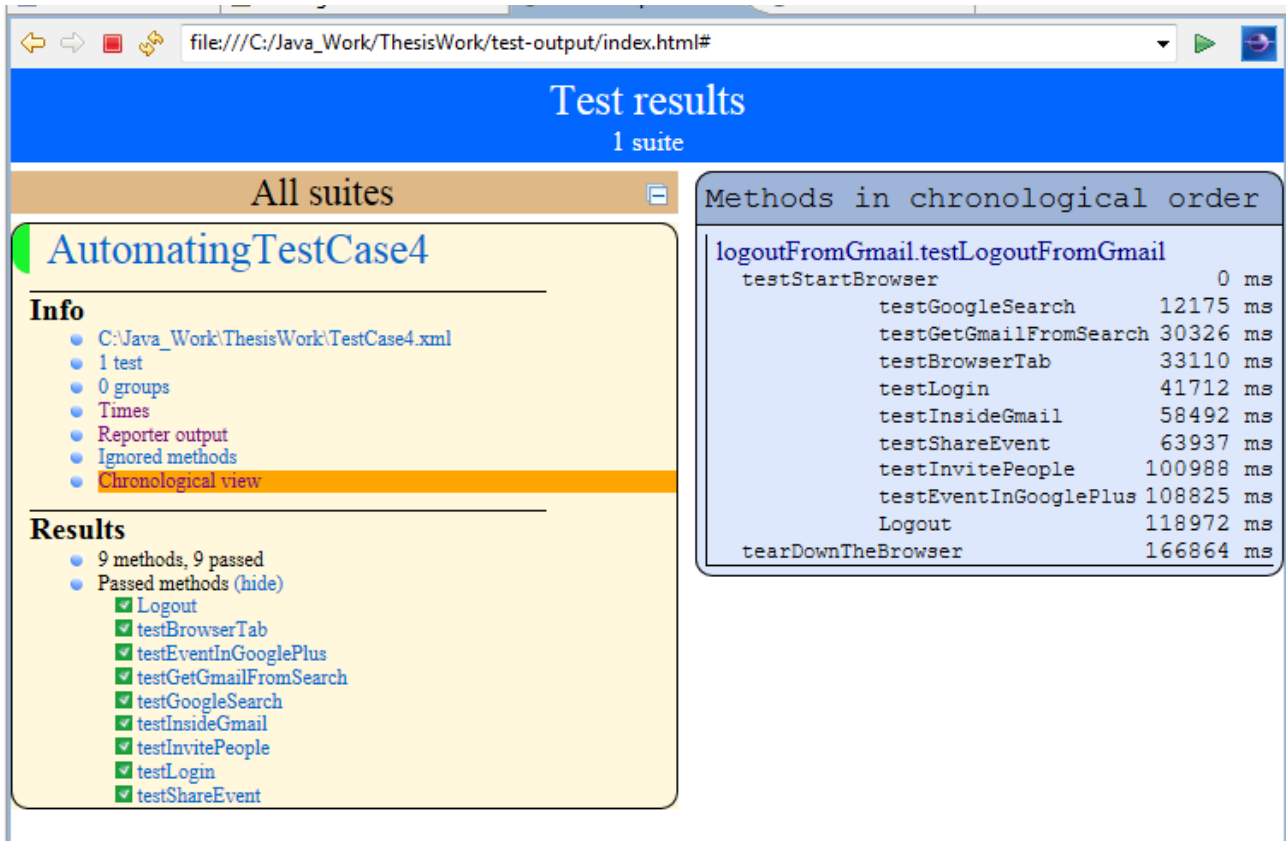 file:///C:/Java_Work/ThesisWork/test-output/index.html#
Test results
1 suite
All suites
AutomatingTestCase4
Info
C:\Java_Work\ThesisWork\TestCase4.xml
1 test
0 groups
Times
Reporter output
Ignored methods
Chronological view
Results
9 methods, 9 passed
Passed methods (hide)
Logout
testBrowserTab
testEventInGooglePlus
testGetGmailFromSearch
testGoogleSearch
testInsideGmail
testInvitePeople
testLogin
testShareEvent
Methods in chronological order
logoutFromGmail.testLogoutFromGmail
testStartBrowser 0 ms
testGoogleSearch 12175 ms
testGetGmailFromSearch 30326 ms
testBrowserTab 33110 ms
testLogin 41712 ms
testInsideGmail 58492 ms
testShareEvent 63937 ms
testInvitePeople 100988 ms
testEventInGooglePlus 108825 ms
Logout 118972 ms
tearDownTheBrowser 166864 ms